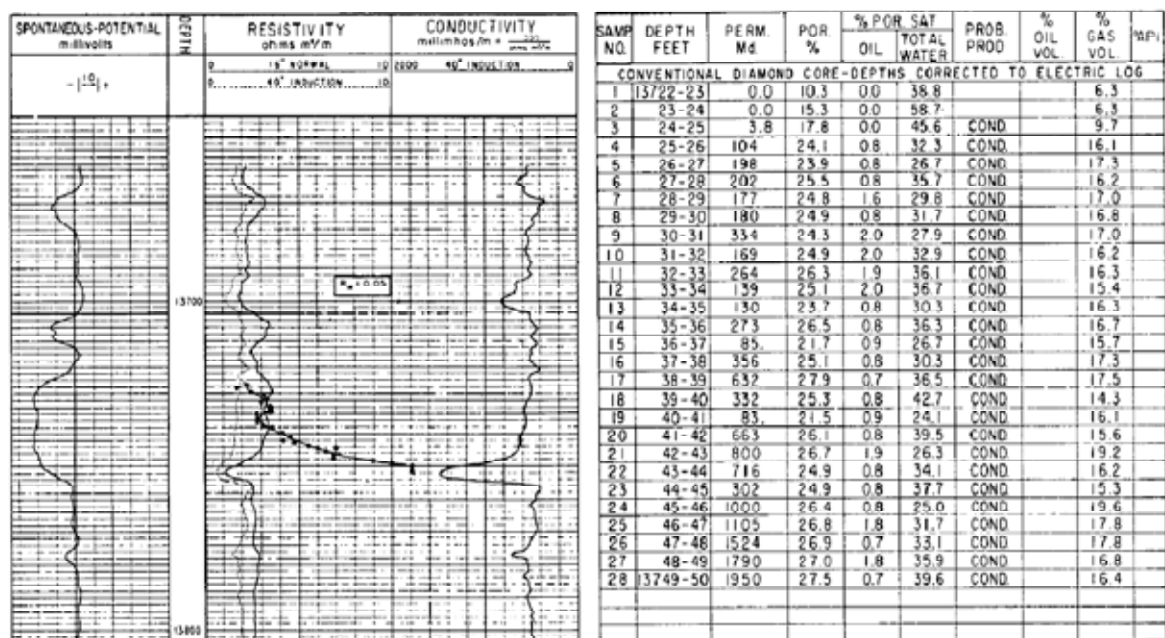 SPONTANEOUS-POTENTIAL
millivolts
DEPTH
RESISTIVITY
ohms m²/m
CONDUCTIVITY
millimhos/m =
- |10| +
0 16" NORMAL 10
0 40" INDUCTION 10
2000 40" INDUCTION 0
13700
13800
SAMP NO. DEPTH FEET PERM. Md. POR. % % POR. SAT OIL TOTAL WATER PROB. PROD % OIL VOL. % GAS VOL. °API
CONVENTIONAL DIAMOND CORE-DEPTHS CORRECTED TO ELECTRIC LOG
1 13722-23 0.0 10.3 0.0 38.8 6.3
2 23-24 0.0 15.3 0.0 58.7 6.3
3 24-25 3.8 17.8 0.0 45.6 COND. 9.7
4 25-26 104 24.1 0.8 32.3 COND. 16.1
5 26-27 198 23.9 0.8 26.7 COND. 17.3
6 27-28 202 25.5 0.8 35.7 COND. 16.2
7 28-29 177 24.8 1.6 29.8 COND. 17.0
8 29-30 180 24.9 0.8 31.7 COND. 16.8
9 30-31 334 24.3 2.0 27.9 COND. 17.0
10 31-32 169 24.9 2.0 32.9 COND. 16.2
11 32-33 264 26.3 1.9 36.1 COND. 16.3
12 33-34 139 25.1 2.0 36.7 COND. 15.4
13 34-35 130 23.7 0.8 30.3 COND. 16.3
14 35-36 273 26.5 0.8 36.3 COND. 16.7
15 36-37 85. 21.7 0.9 26.7 COND. 15.7
16 37-38 356 25.1 0.8 30.3 COND. 17.3
17 38-39 632 27.9 0.7 36.5 COND. 17.5
18 39-40 332 25.3 0.8 42.7 COND. 14.3
19 40-41 83. 21.5 0.9 24.1 COND. 16.1
20 41-42 663 26.1 0.8 39.5 COND 15.6
21 42-43 800 26.7 1.9 26.3 COND. 19.2
22 43-44 716 24.9 0.8 34.1 COND. 16.2
23 44-45 302 24.9 0.8 37.7 COND. 15.3
24 45-46 1000 26.4 0.8 25.0 COND. 19.6
25 46-47 1105 26.8 1.8 31.7 COND. 17.8
26 47-48 1524 26.9 0.7 33.1 COND. 17.8
27 48-49 1790 27.0 1.8 35.9 COND. 16.8
28 13749-50 1950 27.5 0.7 39.6 COND. 16.4